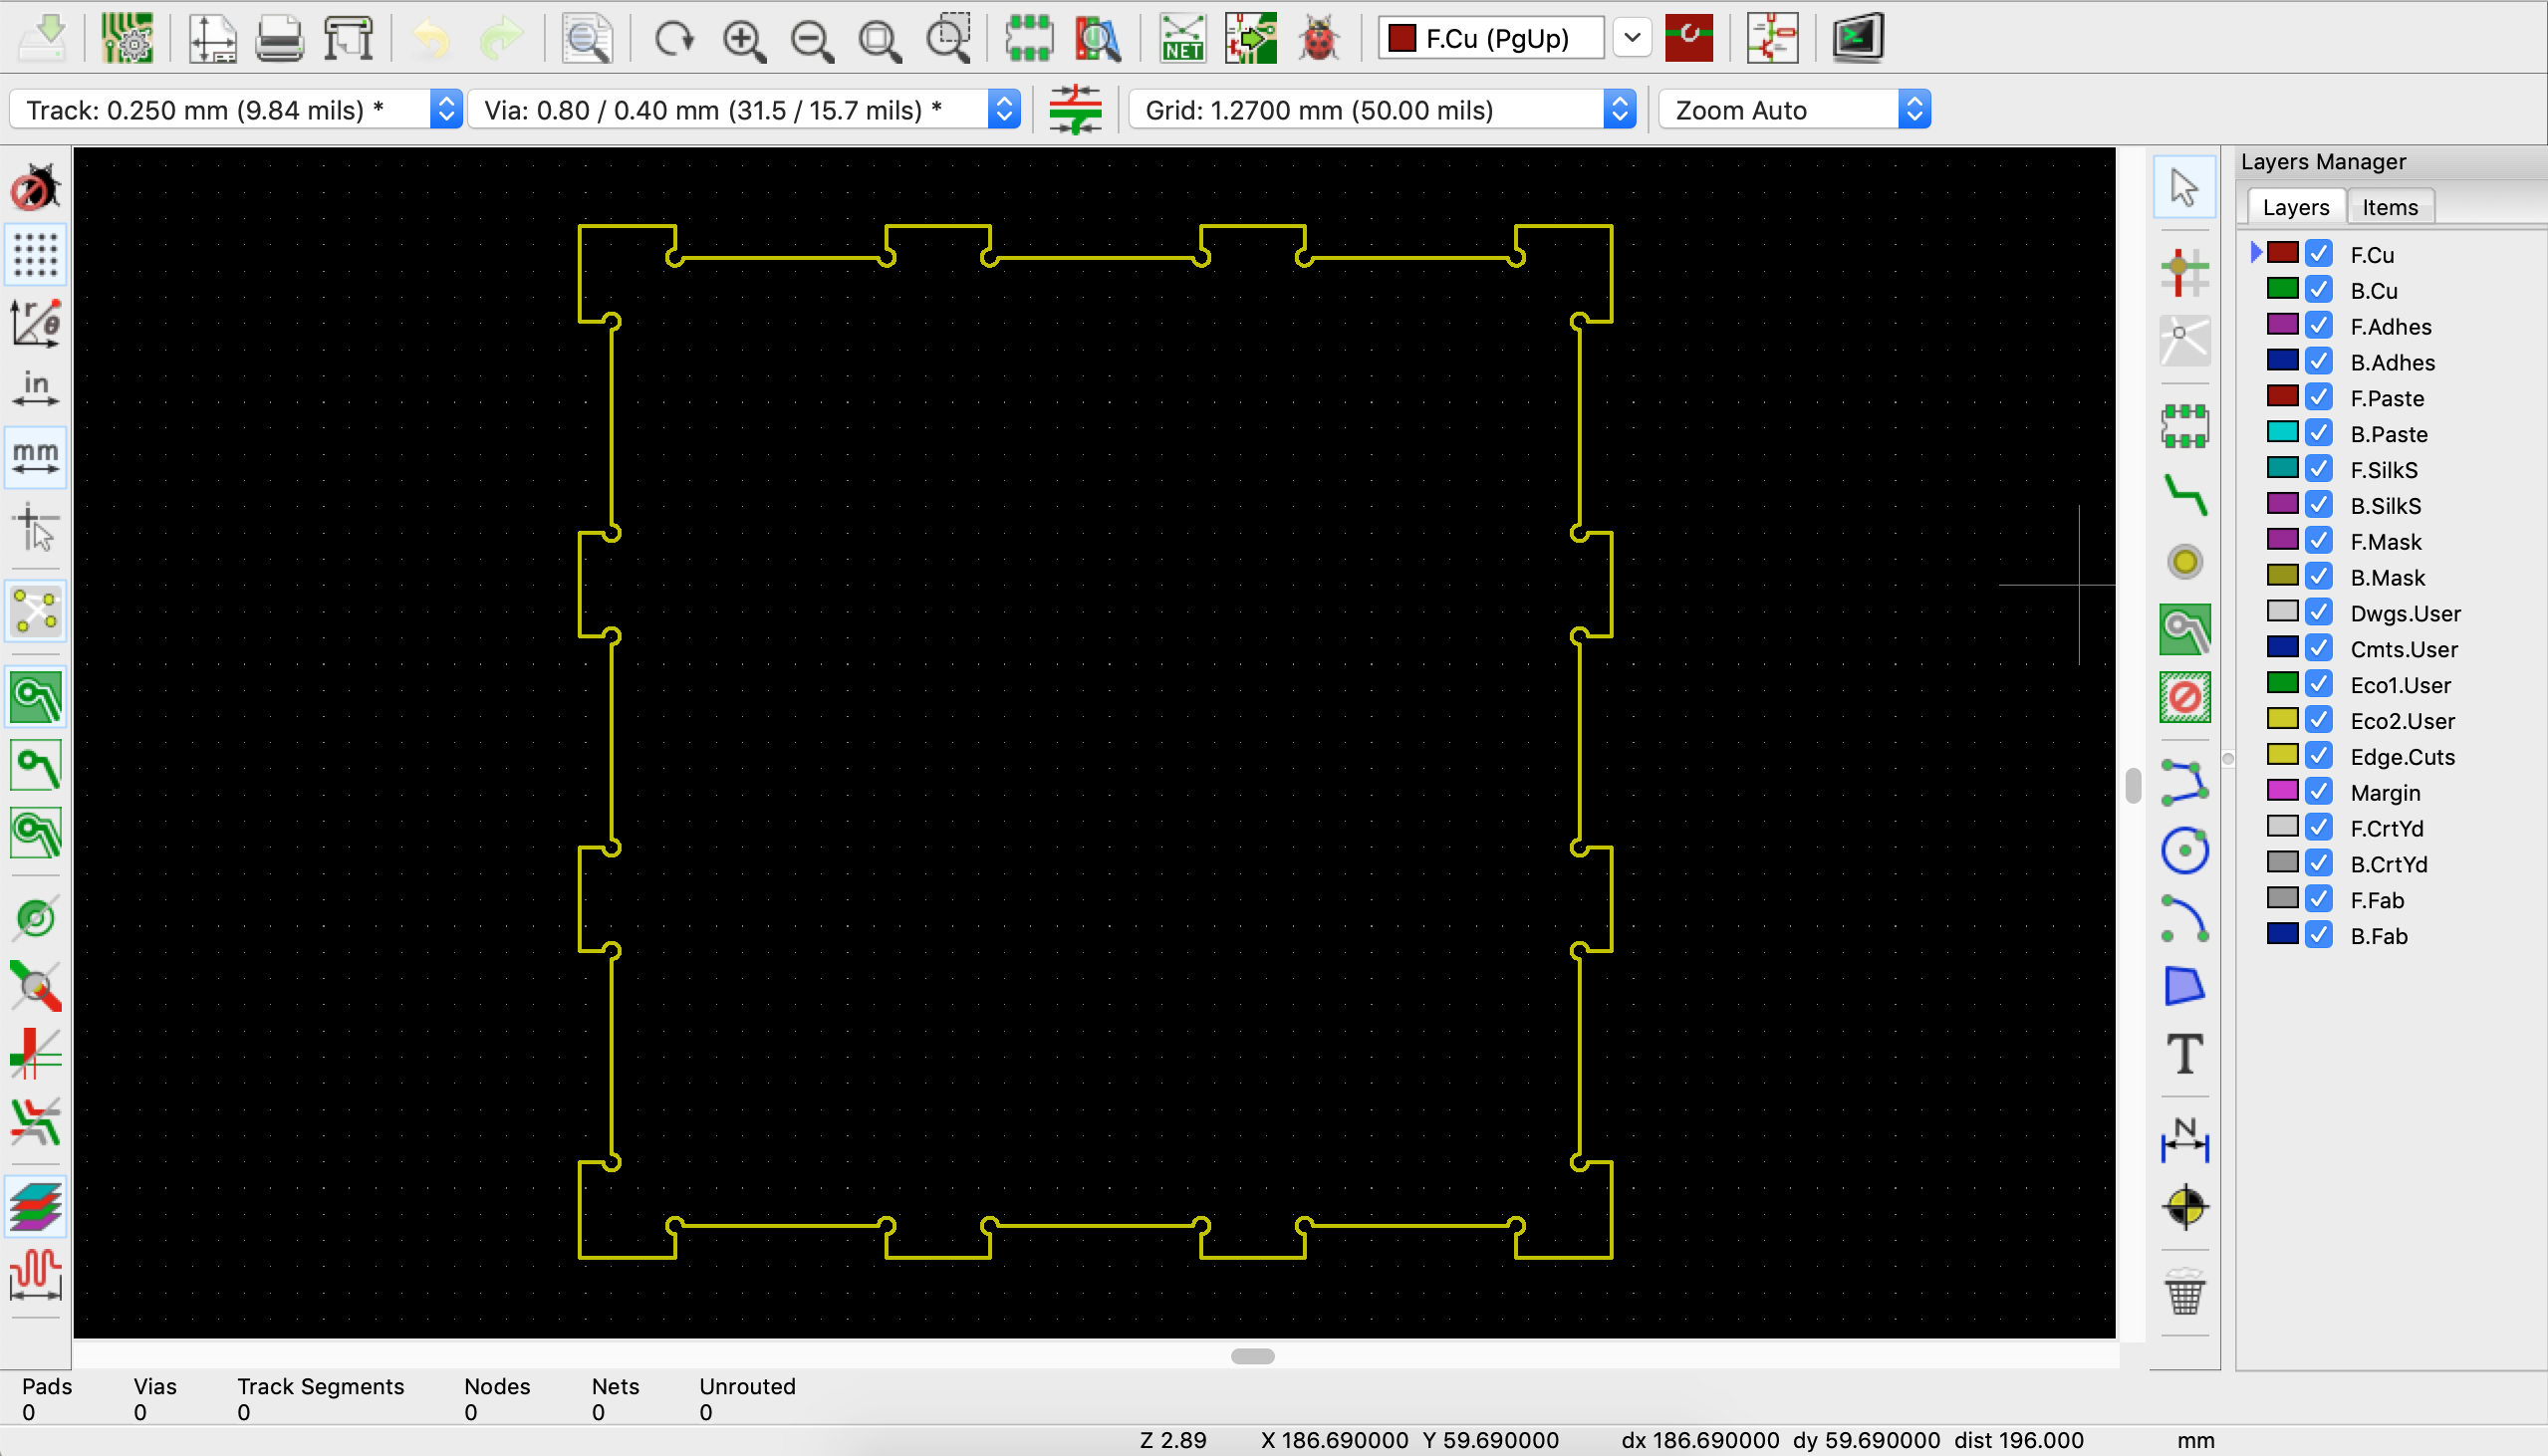 NET
F.Cu (PgUp)
Track: 0.250 mm (9.84 mils) *
Via: 0.80 / 0.40 mm (31.5 / 15.7 mils) *
Grid: 1.2700 mm (50.00 mils)
Zoom Auto
r
θ
in
mm
T
N
Layers Manager
Layers
Items
F.Cu
B.Cu
F.Adhes
B.Adhes
F.Paste
B.Paste
F.SilkS
B.SilkS
F.Mask
B.Mask
Dwgs.User
Cmts.User
Eco1.User
Eco2.User
Edge.Cuts
Margin
F.CrtYd
B.CrtYd
F.Fab
B.Fab
Pads Vias Track Segments Nodes Nets Unrouted
0 0 0 0 0 0
Z 2.89 X 186.690000 Y 59.690000 dx 186.690000 dy 59.690000 dist 196.000 mm